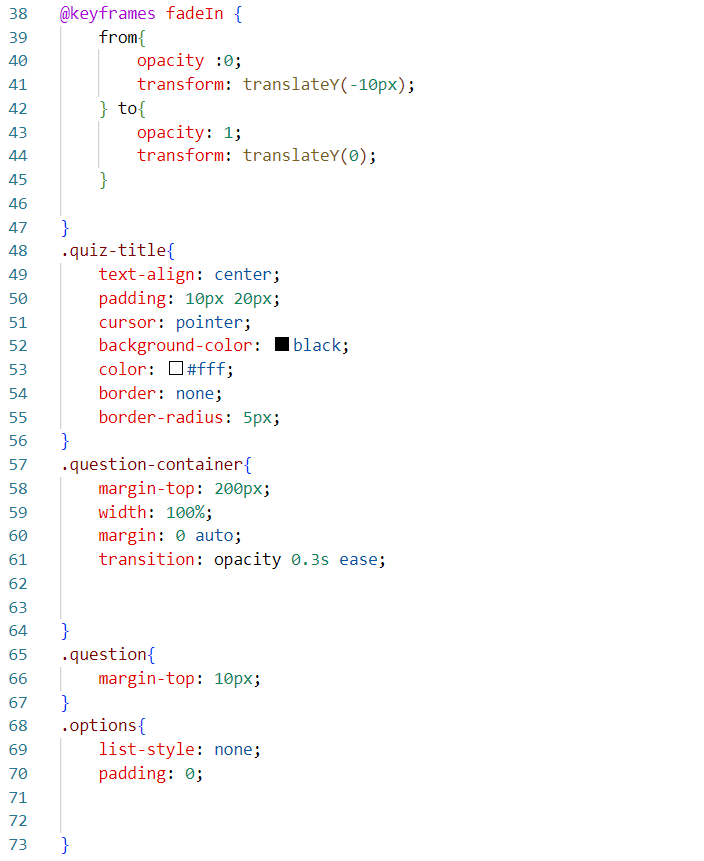 38 @keyframes fadeIn {
39     from{
40         opacity :0;
41         transform: translateY(-10px);
42     } to{
43         opacity: 1;
44         transform: translateY(0);
45     }
46
47 }
48 .quiz-title{
49     text-align: center;
50     padding: 10px 20px;
51     cursor: pointer;
52     background-color: black;
53     color: #fff;
54     border: none;
55     border-radius: 5px;
56 }
57 .question-container{
58     margin-top: 200px;
59     width: 100%;
60     margin: 0 auto;
61     transition: opacity 0.3s ease;
62
63
64 }
65 .question{
66     margin-top: 10px;
67 }
68 .options{
69     list-style: none;
70     padding: 0;
71
72
73 }